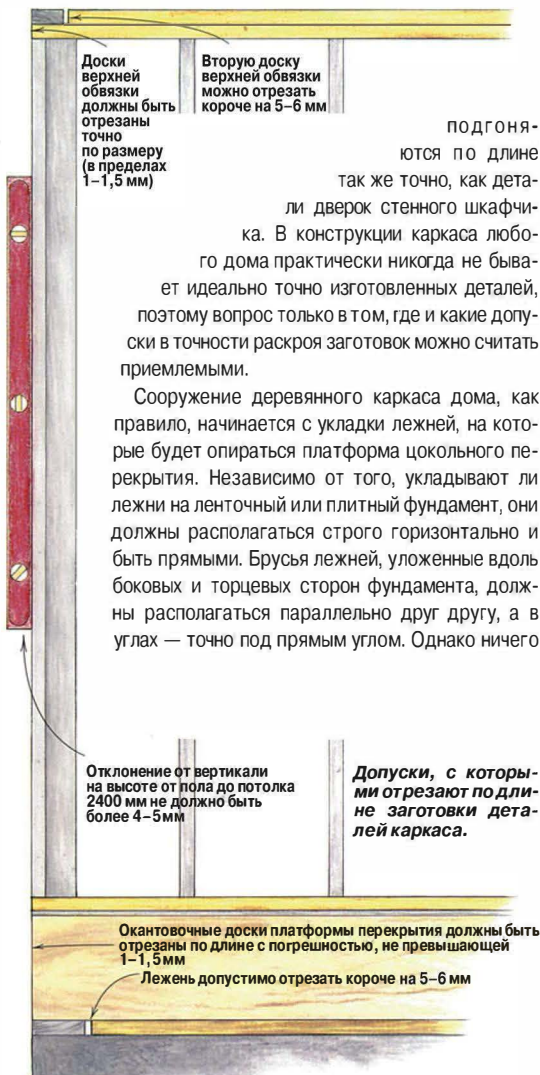 Доски
верхней
обвязки
должны быть
отрезаны
точно
по размеру
(в пределах
1–1,5 мм)
Вторую доску
верхней обвязки
можно отрезать
короче на 5–6 мм
подгоня-
ются по длине
так же точно, как дета-
ли дверок стенного шкафчи-
ка. В конструкции каркаса любо-
го дома практически никогда не быва-
ет идеально точно изготовленных деталей,
поэтому вопрос только в том, где и какие допу-
ски в точности раскроя заготовок можно считать
приемлемыми.
Сооружение деревянного каркаса дома, как
правило, начинается с укладки лежней, на кото-
рые будет опираться платформа цокольного пе-
рекрытия. Независимо от того, укладывают ли
лежни на ленточный или плитный фундамент, они
должны располагаться строго горизонтально и
быть прямыми. Брусья лежней, уложенные вдоль
боковых и торцевых сторон фундамента, долж-
ны располагаться параллельно друг другу, а в
углах — точно под прямым углом. Однако ничего
Отклонение от вертикали
на высоте от пола до потолка
2400 мм не должно быть
более 4–5 мм
Допуски, с которы-
ми отрезают по дли-
не заготовки дета-
лей каркаса.
Окантовочные доски платформы перекрытия должны быть
отрезаны по длине с погрешностью, не превышающей
1–1,5 мм
Лежень допустимо отрезать короче на 5–6 мм